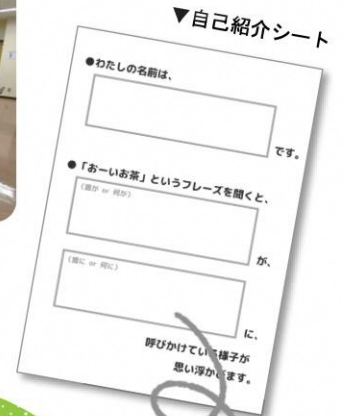 ▼自己紹介シート
●わたしの名前は、
です。
●「おーいお茶」というフレーズを聞くと、
(誰が or 何が)
が、
(誰に or 何に)
に、
呼びかけている様子が
思い浮かびます。